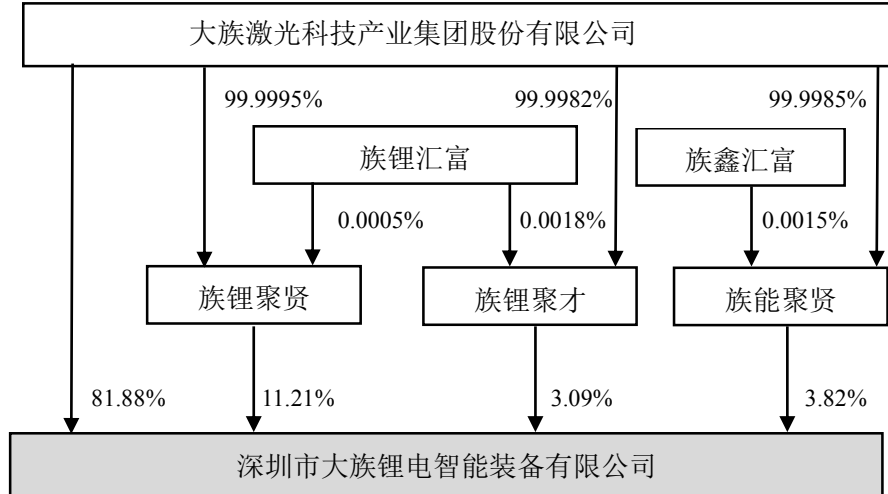 大族激光科技产业集团股份有限公司
99.9995%
99.9982%
99.9985%
族锂汇富
族鑫汇富
0.0005%
0.0018%
0.0015%
族锂聚贤
族锂聚才
族能聚贤
81.88%
11.21%
3.09%
3.82%
深圳市大族锂电智能装备有限公司